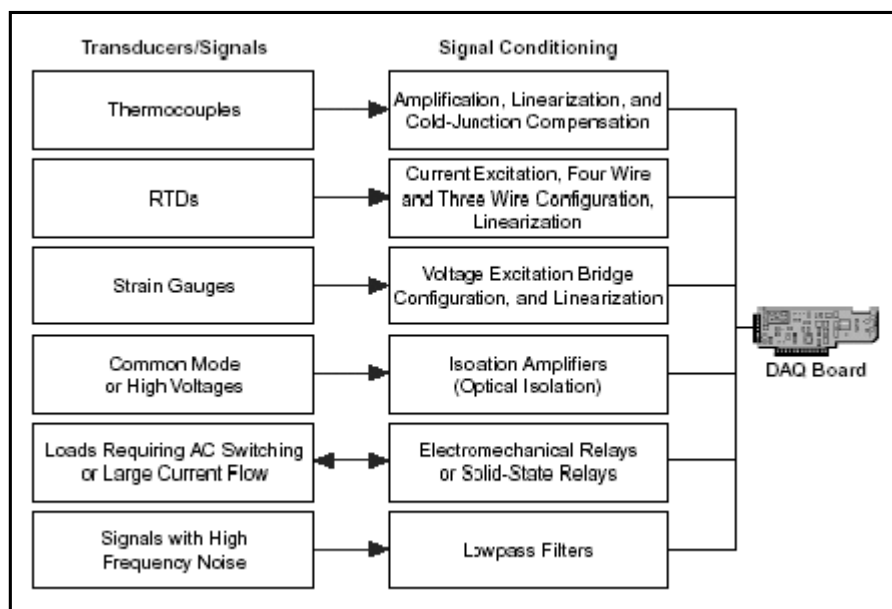 Transducers/Signals
Signal Conditioning
Thermocouples
Amplification, Linearization, and
Cold-Junction Compensation
RTDs
Current Excitation, Four Wire
and Three Wire Configuration,
Linearization
Strain Gauges
Voltage Excitation Bridge
Configuration, and Linearization
Common Mode
or High Voltages
Isoation Amplifiers
(Optical Isolation)
Loads Requiring AC Switching
or Large Current Flow
Electromechanical Relays
or Solid-State Relays
Signals with High
Frequency Noise
Lowpass Filters
DAQ Board